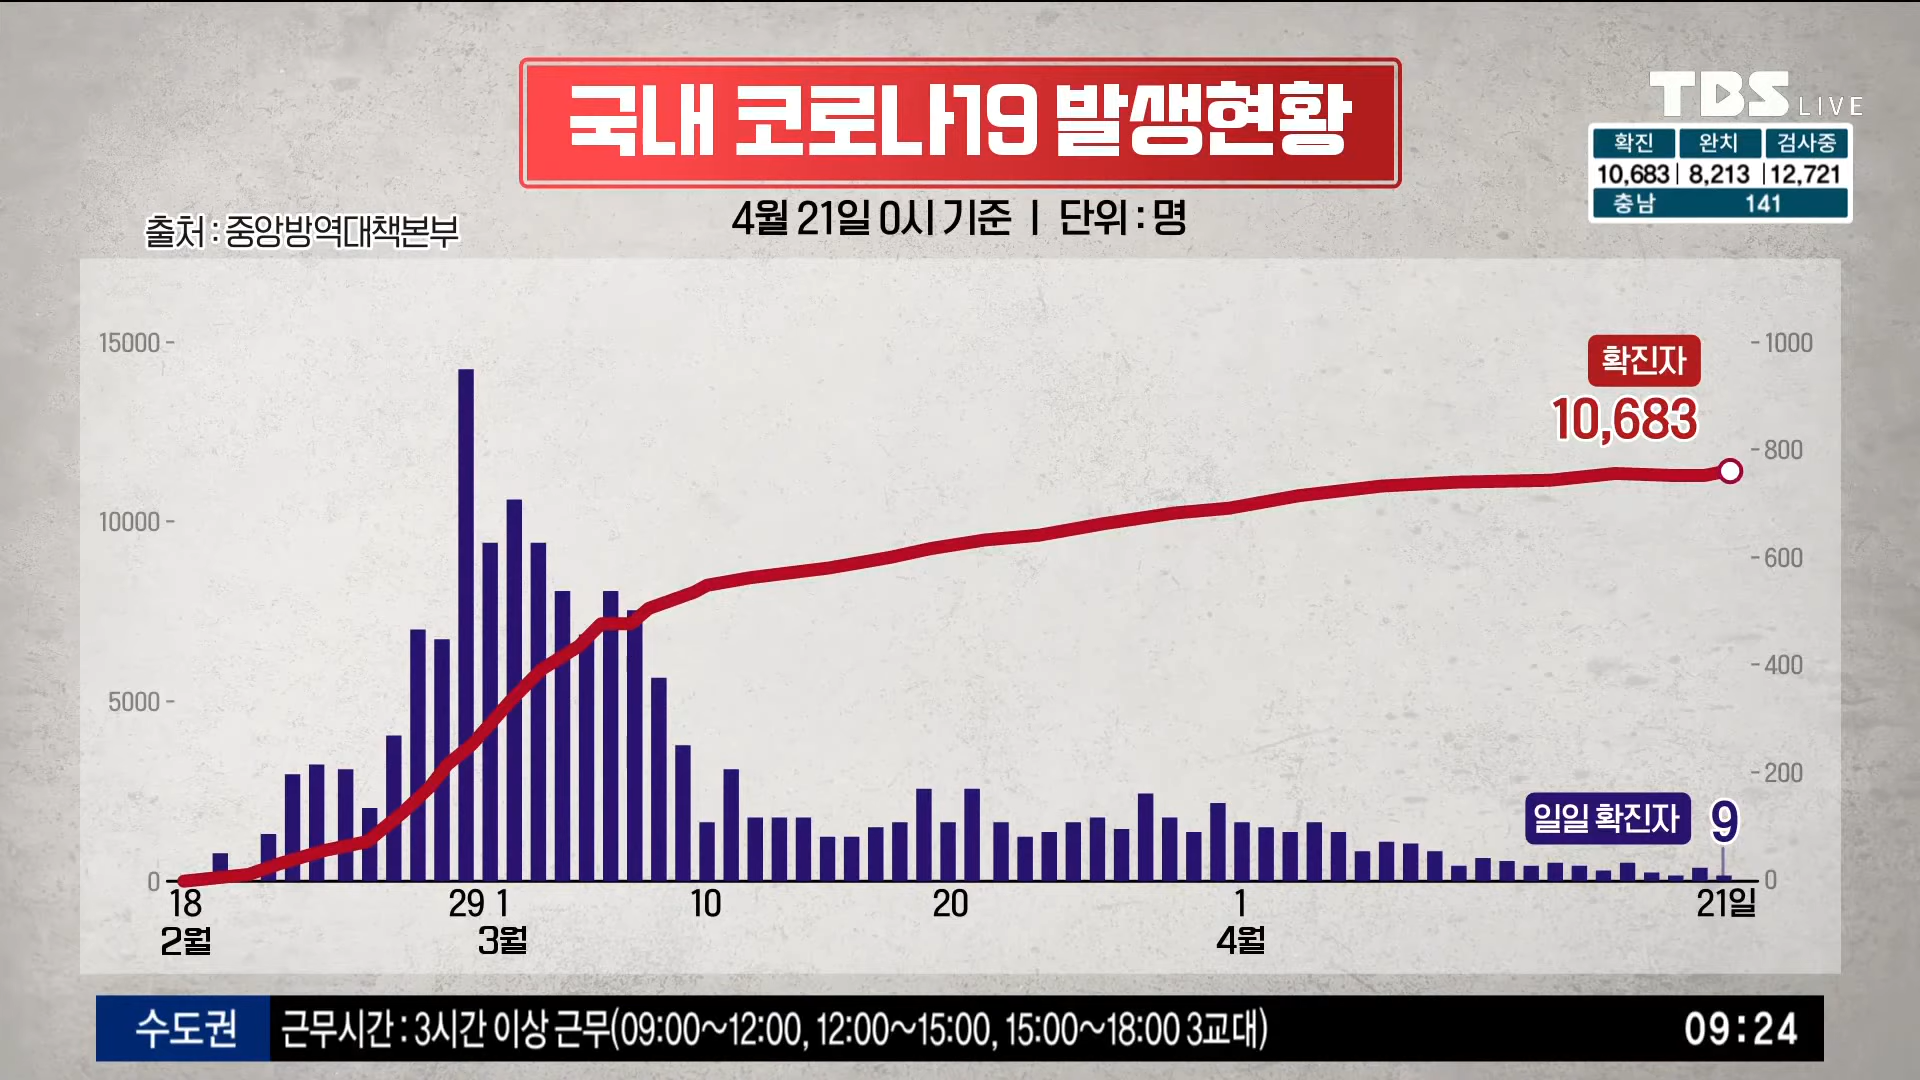 국내 코로나19 발생현황
TBS LIVE
확진 완치 검사중
10,683 8,213 12,721
충남 141
4월 21일 0시 기준 | 단위 : 명
출처 : 중앙방역대책본부
15000
10000
5000
0
1000
800
600
400
200
0
확진자
10,683
일일 확진자 9
18 29 1 10 20 1 21일
2월 3월 4월
수도권 근무시간 : 3시간 이상 근무(09:00~12:00, 12:00~15:00, 15:00~18:00 3교대) 09:24